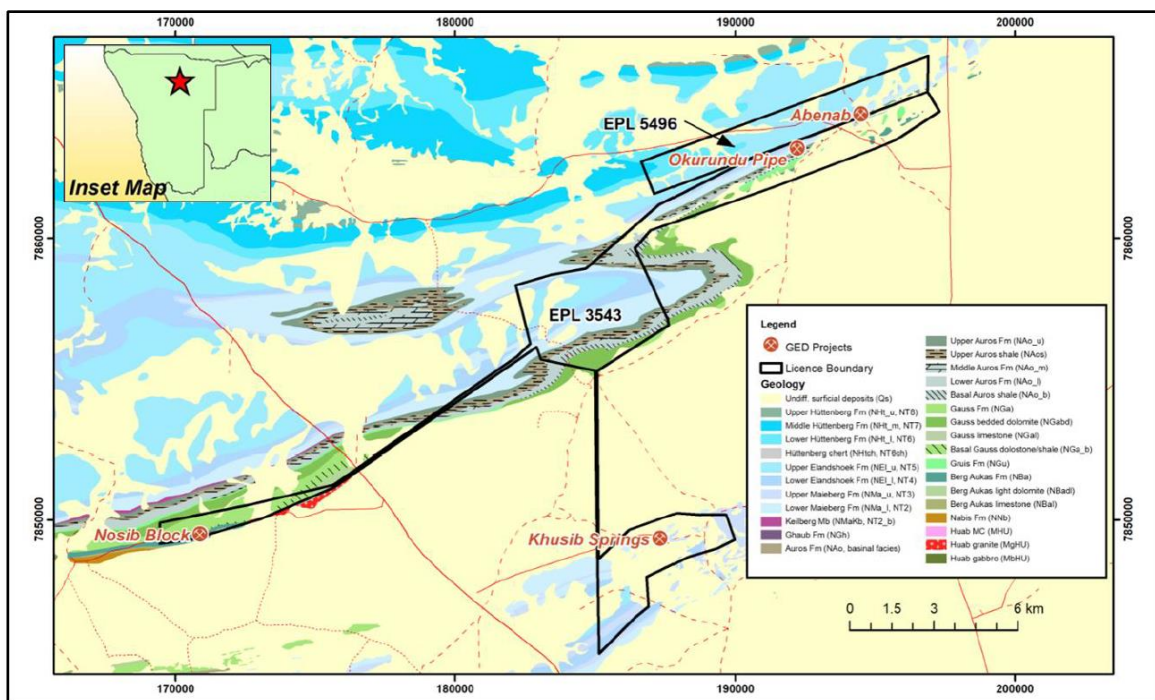 170000
180000
190000
200000
Inset Map
EPL 5496
Abenab
Okurundu Pipe
7860000
7860000
EPL 3543
7850000
7850000
Nosib Block
Khusib Springs
Legend
GED Projects
Licence Boundary
Geology
Undiff. surficial deposits (Qs)
Upper Hüttenberg Fm (NHt_u, NT8)
Middle Hüttenberg Fm (NHt_m, NT7)
Lower Hüttenberg Fm (NHt_l, NT6)
Hüttenberg chert (NHtch, NT6ch)
Upper Elandshoek Fm (NEl_u, NT5)
Lower Elandshoek Fm (NEl_l, NT4)
Upper Maieberg Fm (NMa_u, NT3)
Lower Maieberg Fm (NMa_l, NT2)
Keilberg Mb (NMaKb, NT2_b)
Ghaub Fm (NGh)
Auros Fm (NAo, basinal facies)
Upper Auros Fm (NAo_u)
Upper Auros shale (NAos)
Middle Auros Fm (NAo_m)
Lower Auros Fm (NAo_l)
Basal Auros shale (NAo_b)
Gauss Fm (NGa)
Gauss bedded dolomite (NGabd)
Gauss limestone (NGal)
Basal Gauss dolostone/shale (NGa_b)
Gruis Fm (NGu)
Berg Aukas Fm (NBa)
Berg Aukas light dolomite (NBadl)
Berg Aukas limestone (NBal)
Nabis Fm (NNb)
Huab MC (MHU)
Huab granite (MgHU)
Huab gabbro (MbHU)
0 1.5 3 6 km
170000
180000
190000
200000